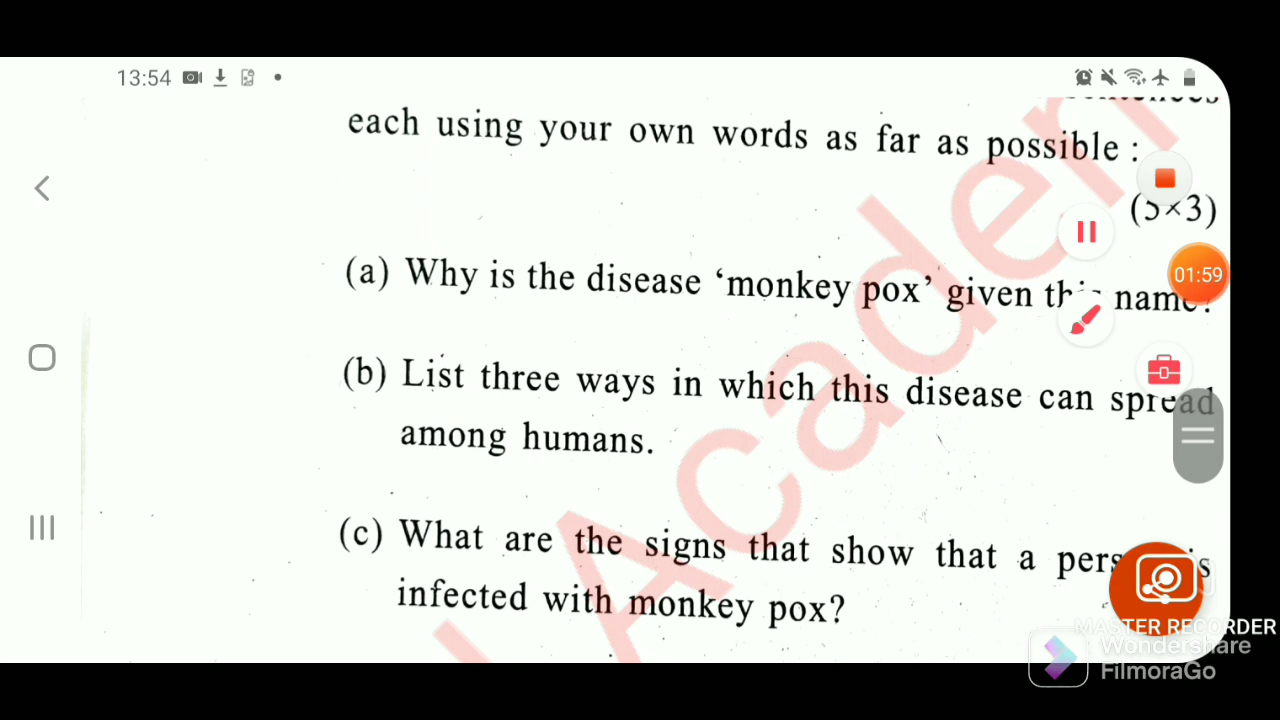 13:54
each using your own words as far as possible :
(5×3)
(a) Why is the disease ‘monkey pox’ given this name?
01:59
(b) List three ways in which this disease can spread
among humans.
(c) What are the signs that show that a is
infected with monkey pox?
Academ
MASTER RECORDER
Wondershare
FilmoraGo